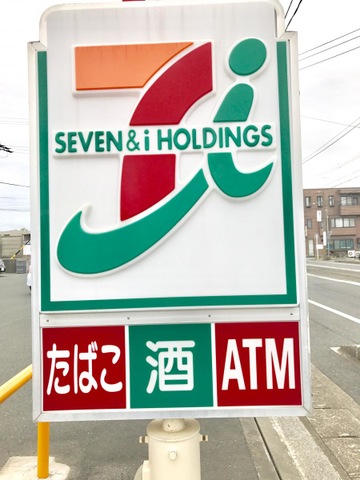 SEVEN & i HOLDINGS
たばこ 酒 ATM